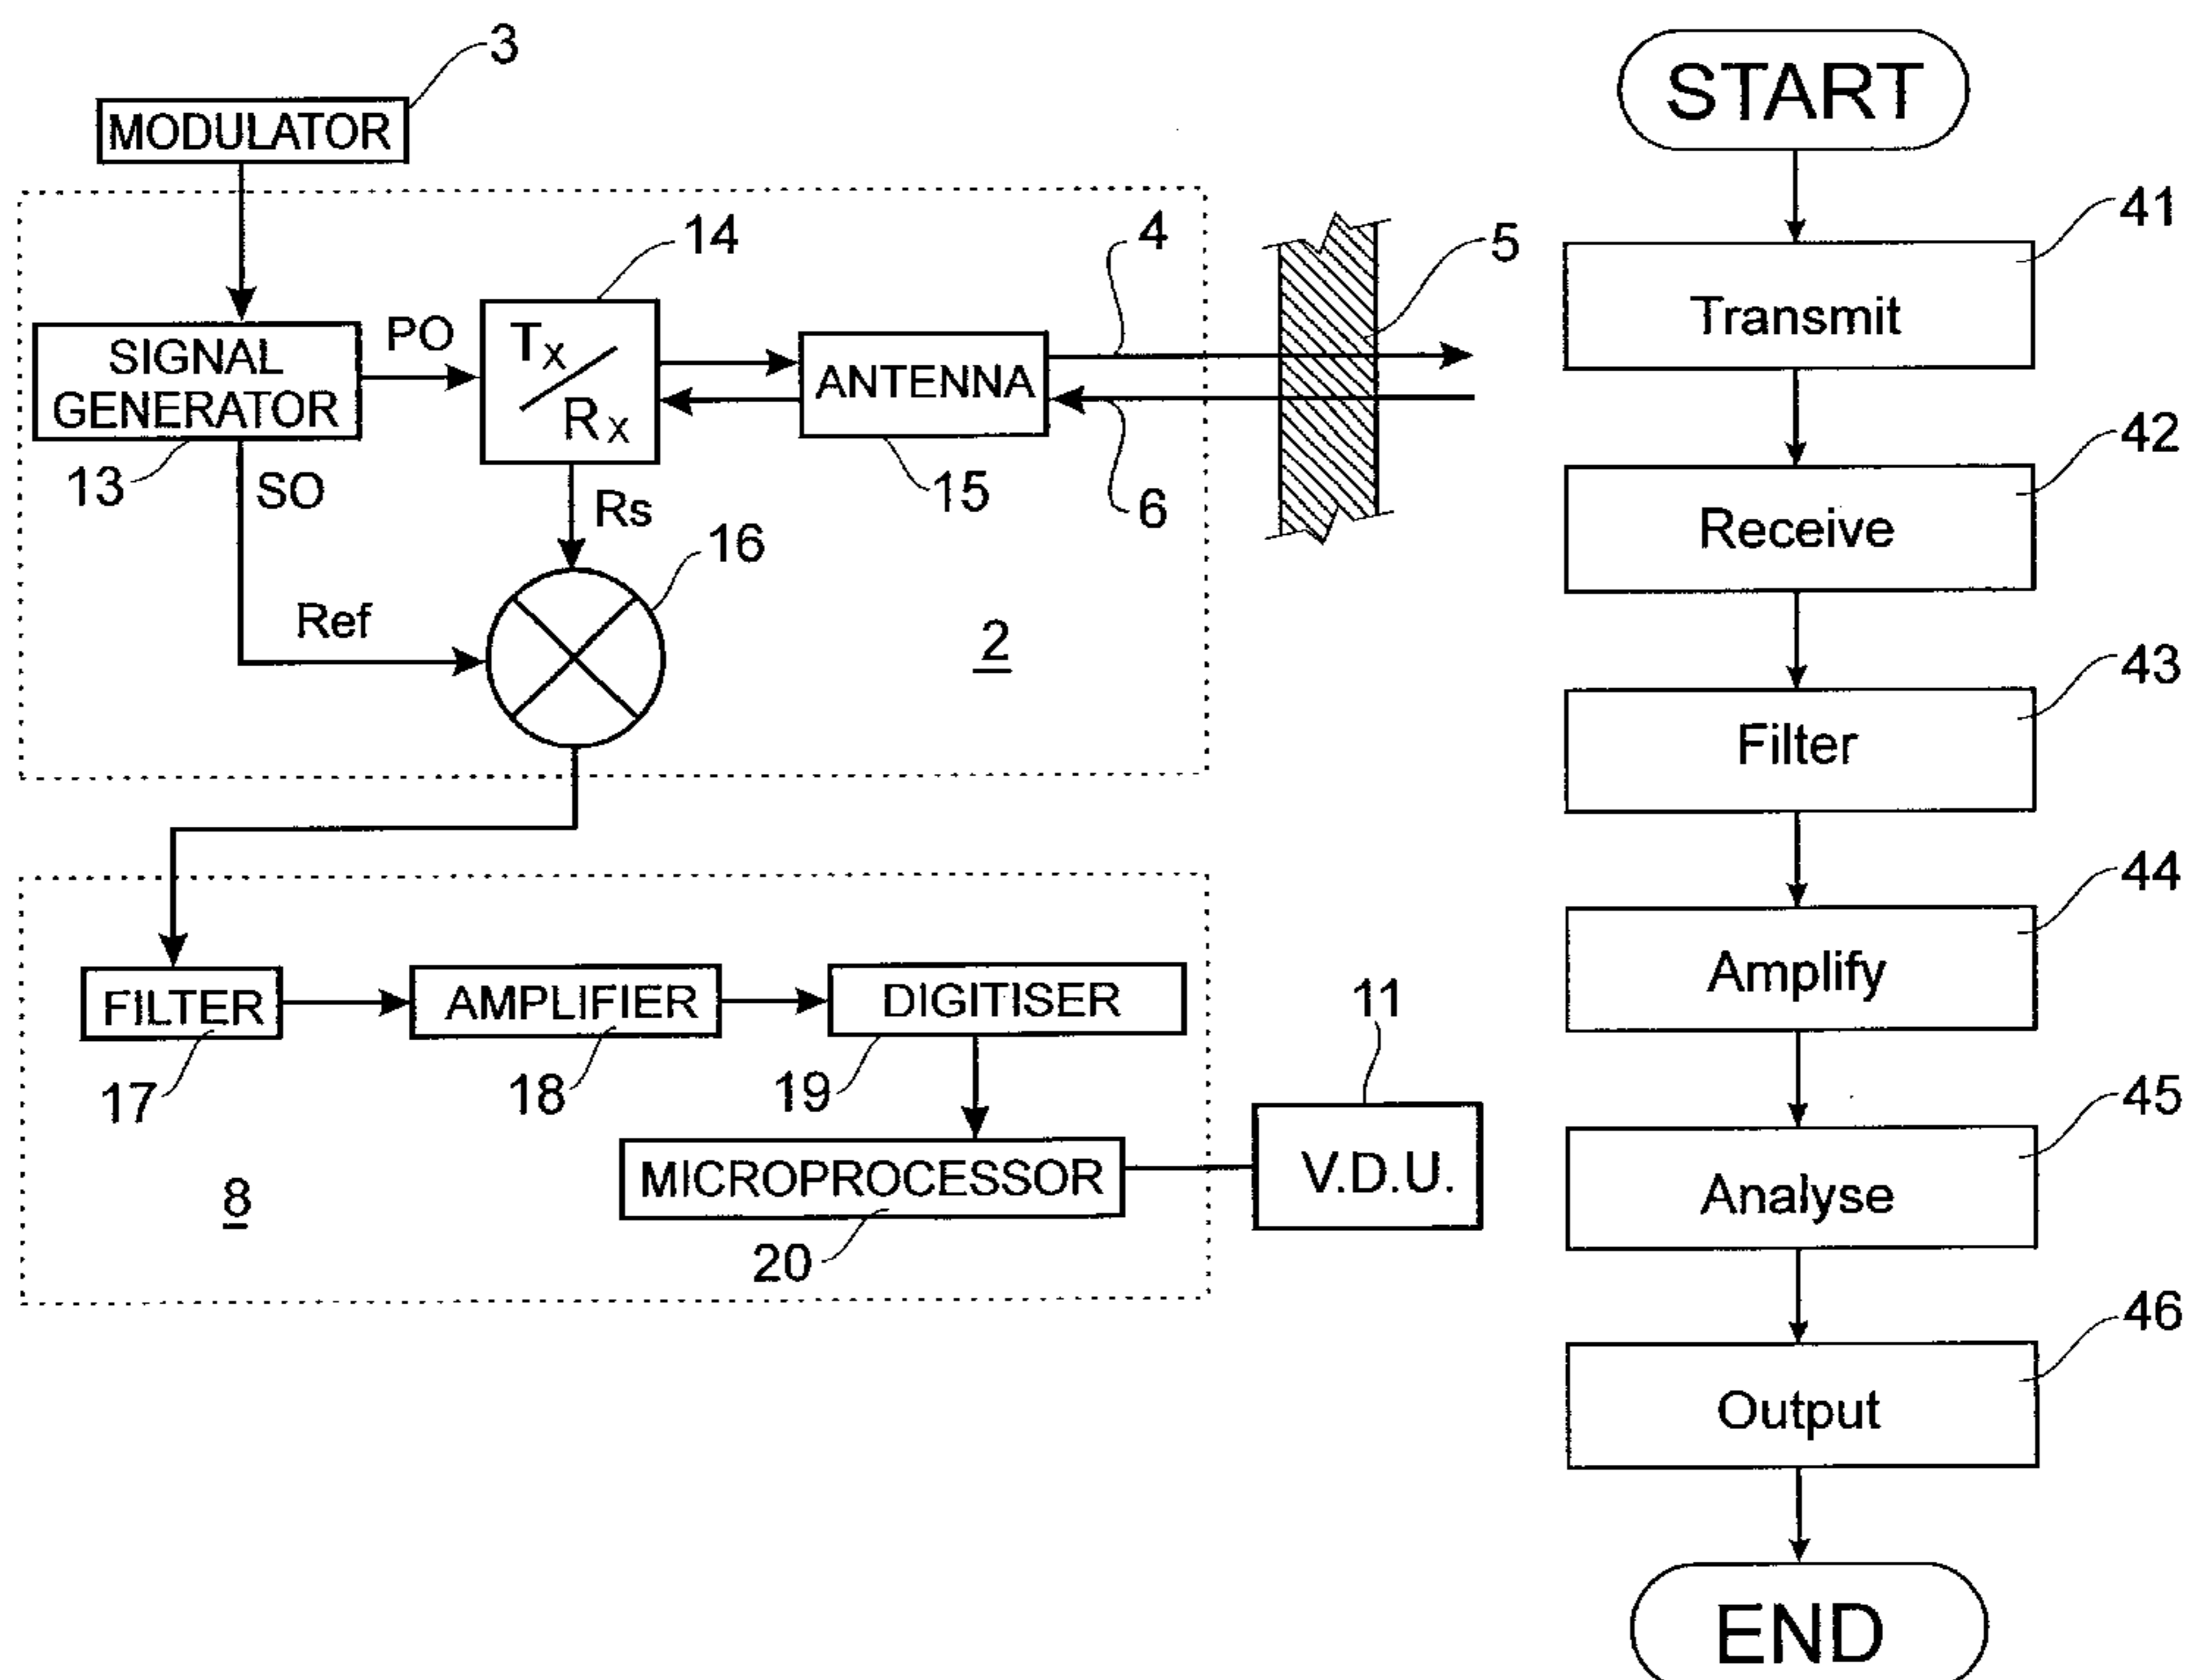 3
MODULATOR
14
4
5
SIGNAL
GENERATOR
PO
Tx
Rx
ANTENNA
13
SO
Rs
15
6
16
Ref
2
FILTER
AMPLIFIER
DIGITISER
11
17
18
19
8
MICROPROCESSOR
V.D.U.
20
START
41
Transmit
42
Receive
43
Filter
44
Amplify
45
Analyse
46
Output
END